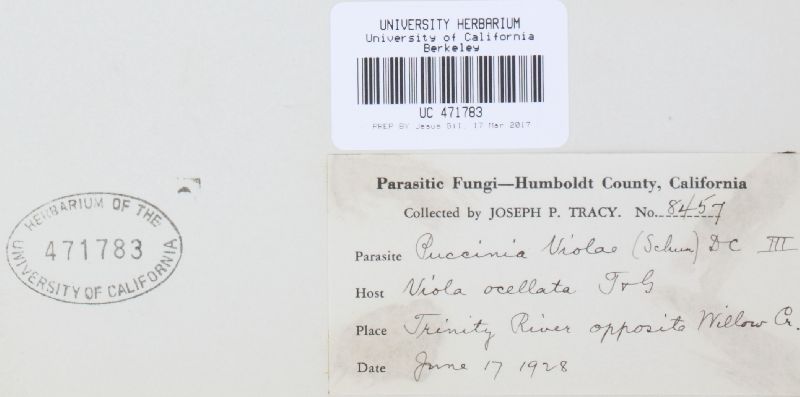 UNIVERSITY HERBARIUM
University of California
Berkeley
UC 471783
PREP BY Jesus Gil, 17 Mar 2017
HERBARIUM OF THE
471783
UNIVERSITY OF CALIFORNIA
Parasitic Fungi—Humboldt County, California
Collected by JOSEPH P. TRACY. No. 8457
Parasite Puccinia Violae (Schum) DC III
Host Viola ocellata T & G
Place Trinity River opposite Willow Cr.
Date June 17 1928